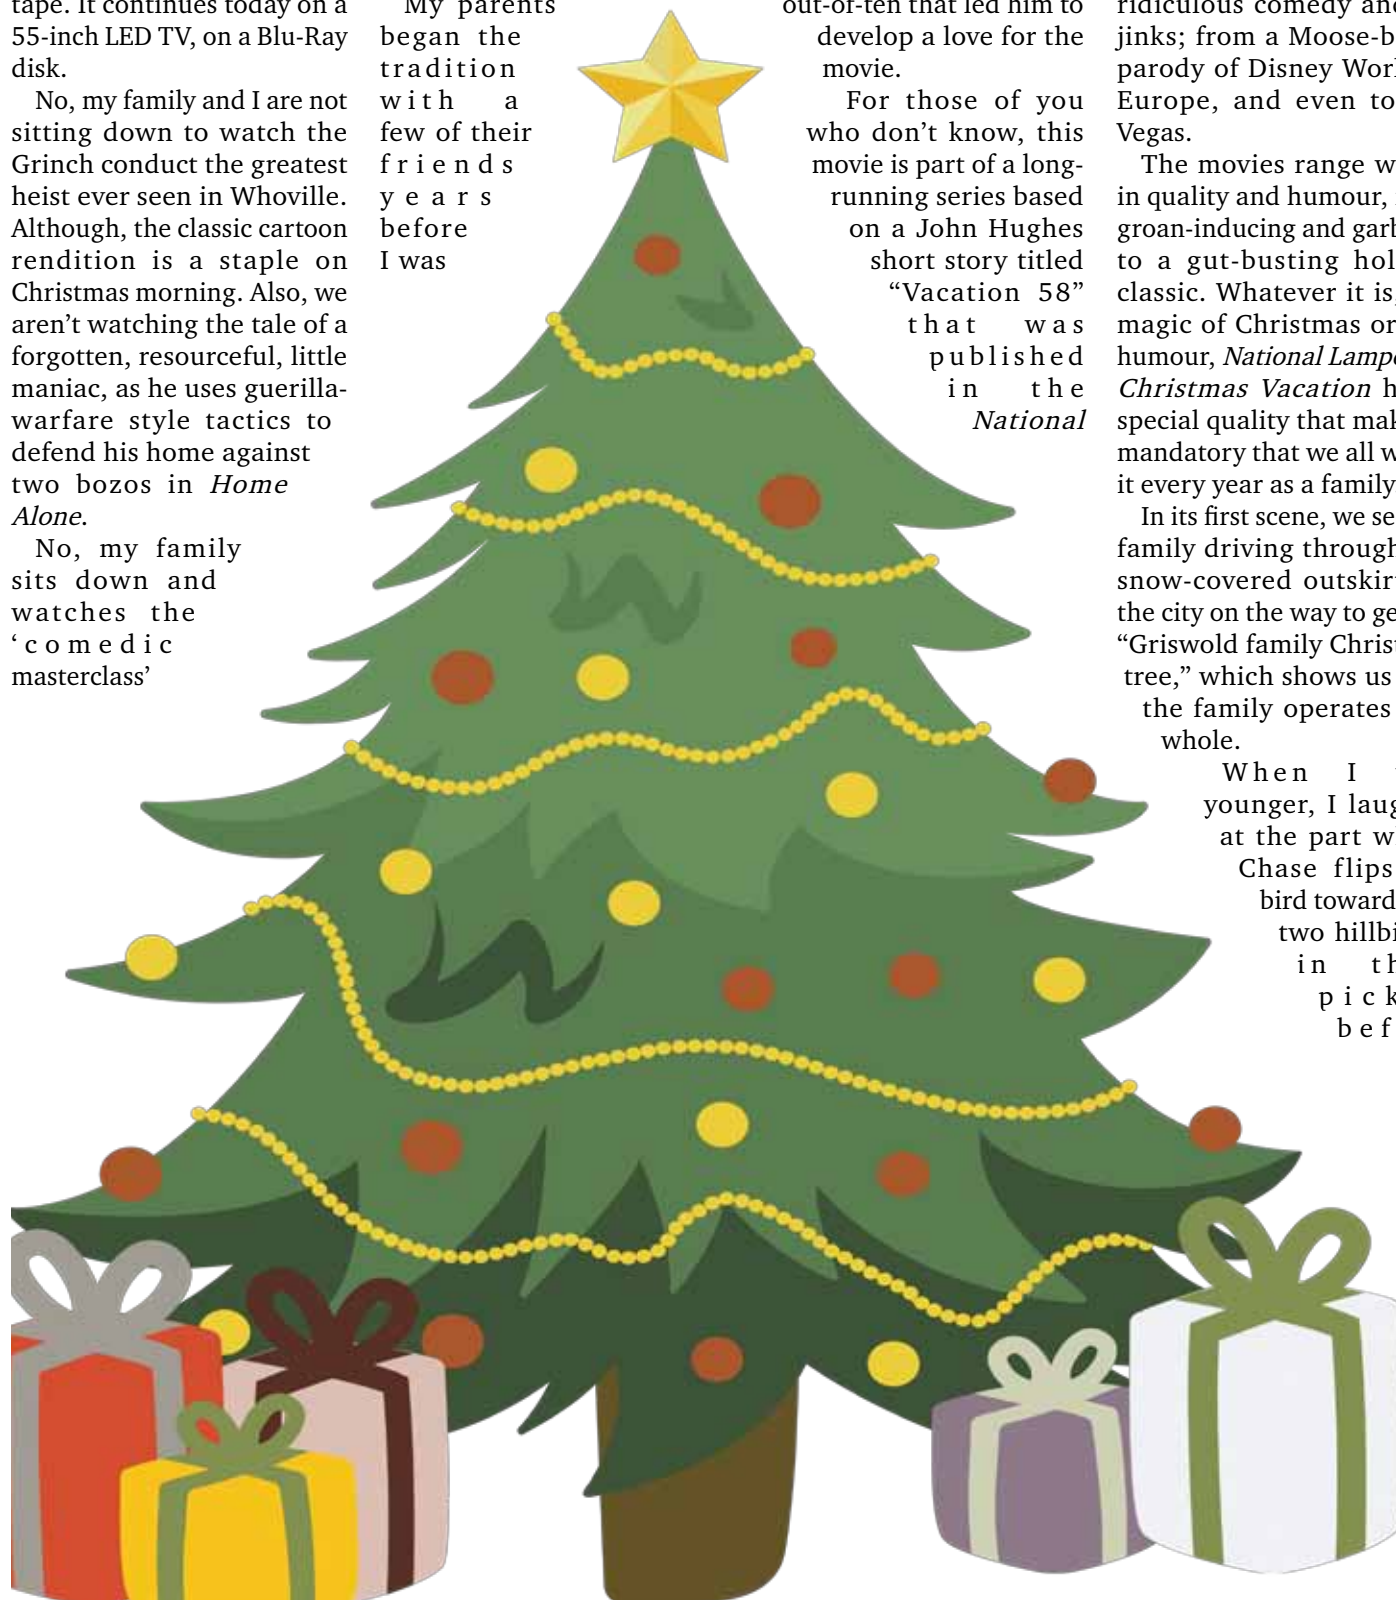 tape. It continues today on a
55-inch LED TV, on a Blu-Ray
disk.
No, my family and I are not
sitting down to watch the
Grinch conduct the greatest
heist ever seen in Whoville.
Although, the classic cartoon
rendition is a staple on
Christmas morning. Also, we
aren’t watching the tale of a
forgotten, resourceful, little
maniac, as he uses guerilla-
warfare style tactics to
defend his home against
two bozos in Home
Alone.
No, my family
sits down and
watches the
‘comedic
masterclass’
My parents
began the
tradition
with a
few of their
friends
years
before
I was
out-of-ten that led him to
develop a love for the
movie.
For those of you
who don’t know, this
movie is part of a long-
running series based
on a John Hughes
short story titled
“Vacation 58”
that was
published
in the
National
ridiculous comedy and
jinks; from a Moose-b
parody of Disney Worl
Europe, and even to
Vegas.
The movies range w
in quality and humour,
groan-inducing and garb
to a gut-busting hol
classic. Whatever it is,
magic of Christmas or
humour, National Lampo
Christmas Vacation h
special quality that mak
mandatory that we all w
it every year as a family
In its first scene, we se
family driving through
snow-covered outskirt
the city on the way to ge
“Griswold family Christ
tree,” which shows us
the family operates
whole.
When I
younger, I laug
at the part w
Chase flips
bird toward
two hillbi
in th
pick
bef